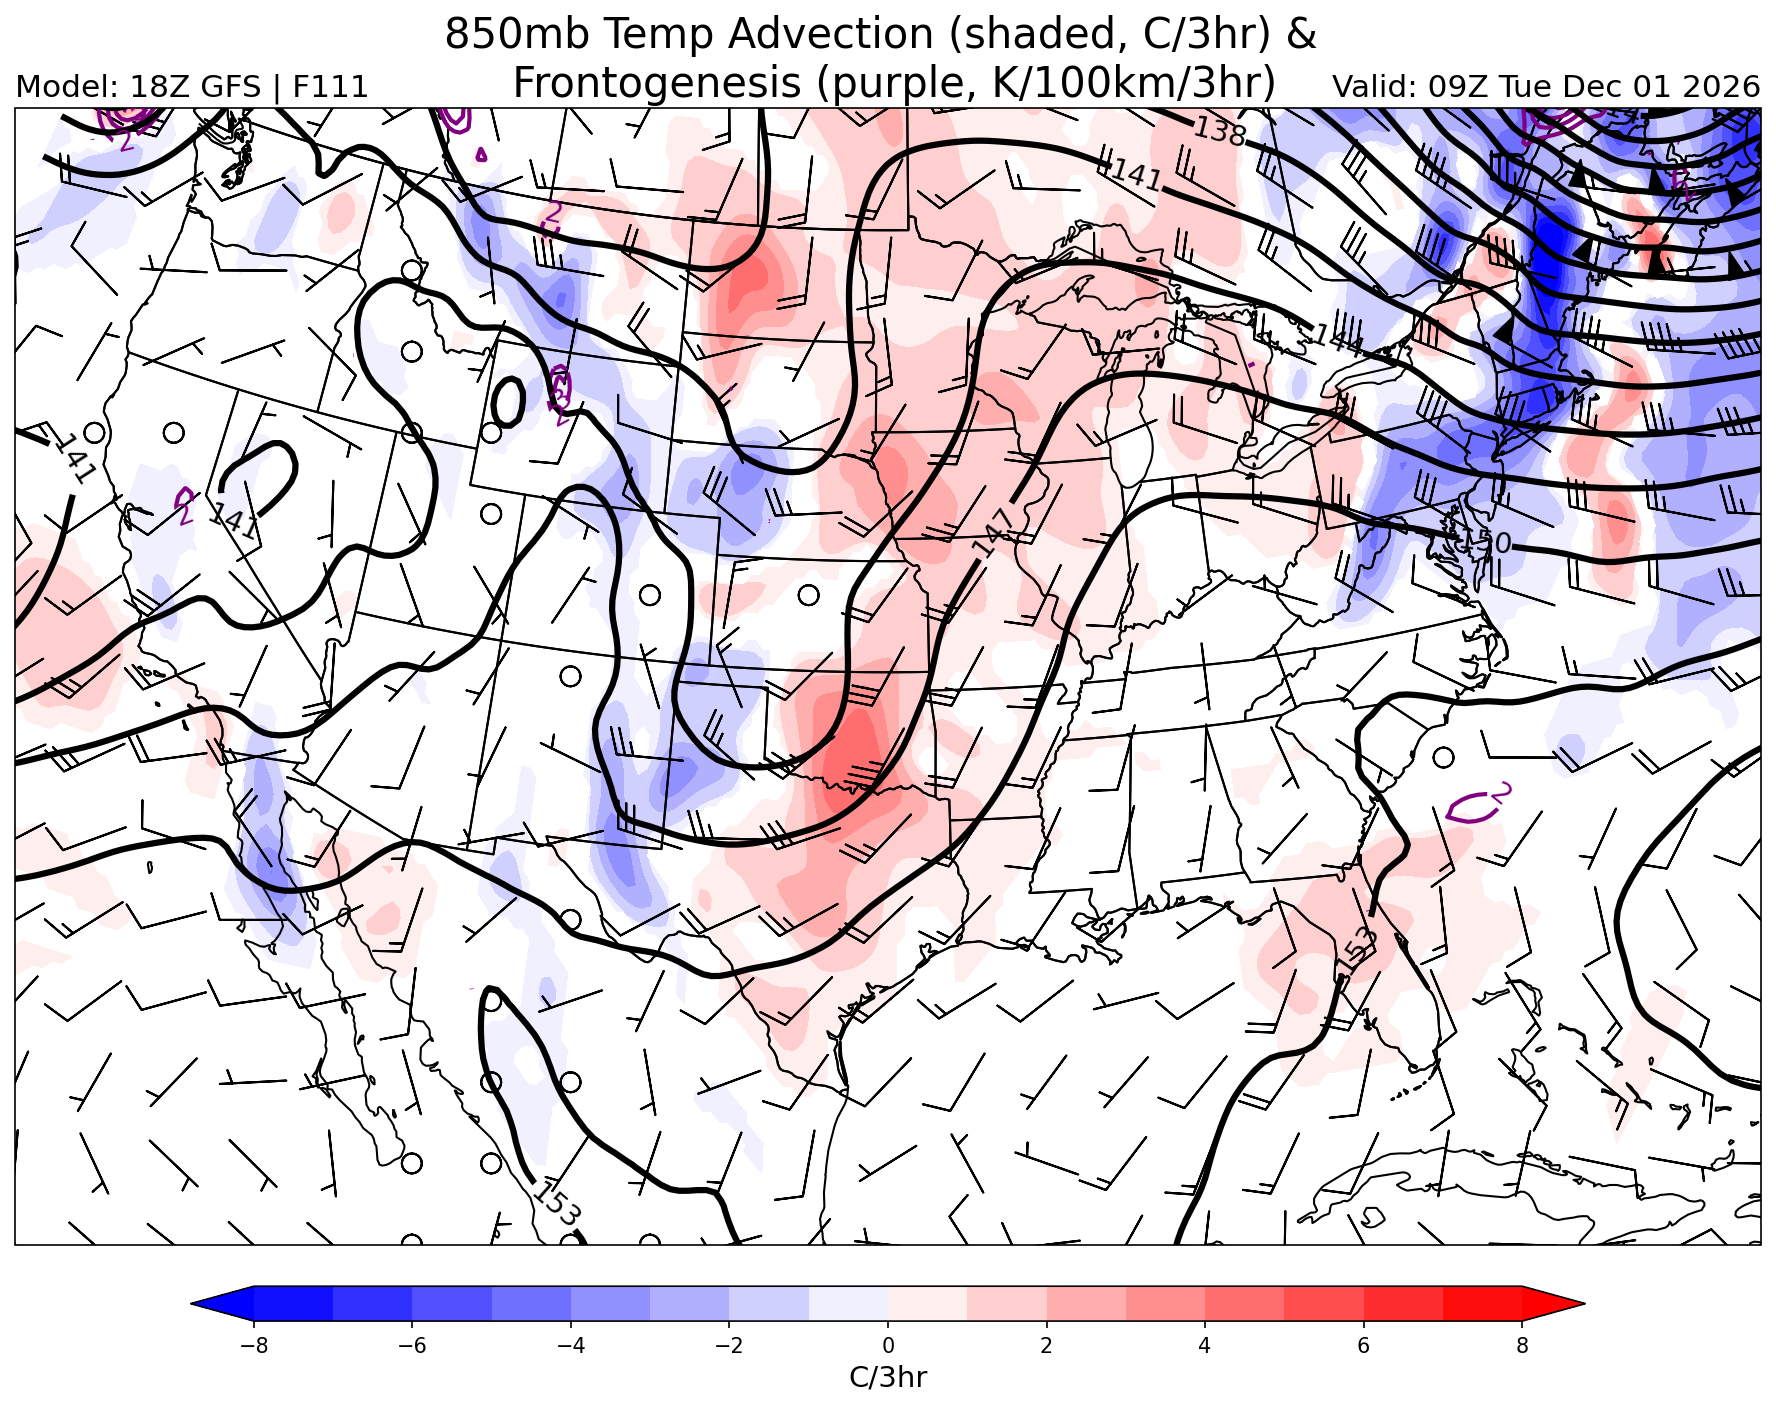 850mb Temp Advection (shaded, C/3hr) &
Frontogenesis (purple, K/100km/3hr)
Model: 18Z GFS | F111
Valid: 09Z Tue Dec 01 2026
138
141
144
141
141
147
150
153
153
2
2
2
2
2
−8 −6 −4 −2 0 2 4 6 8
C/3hr